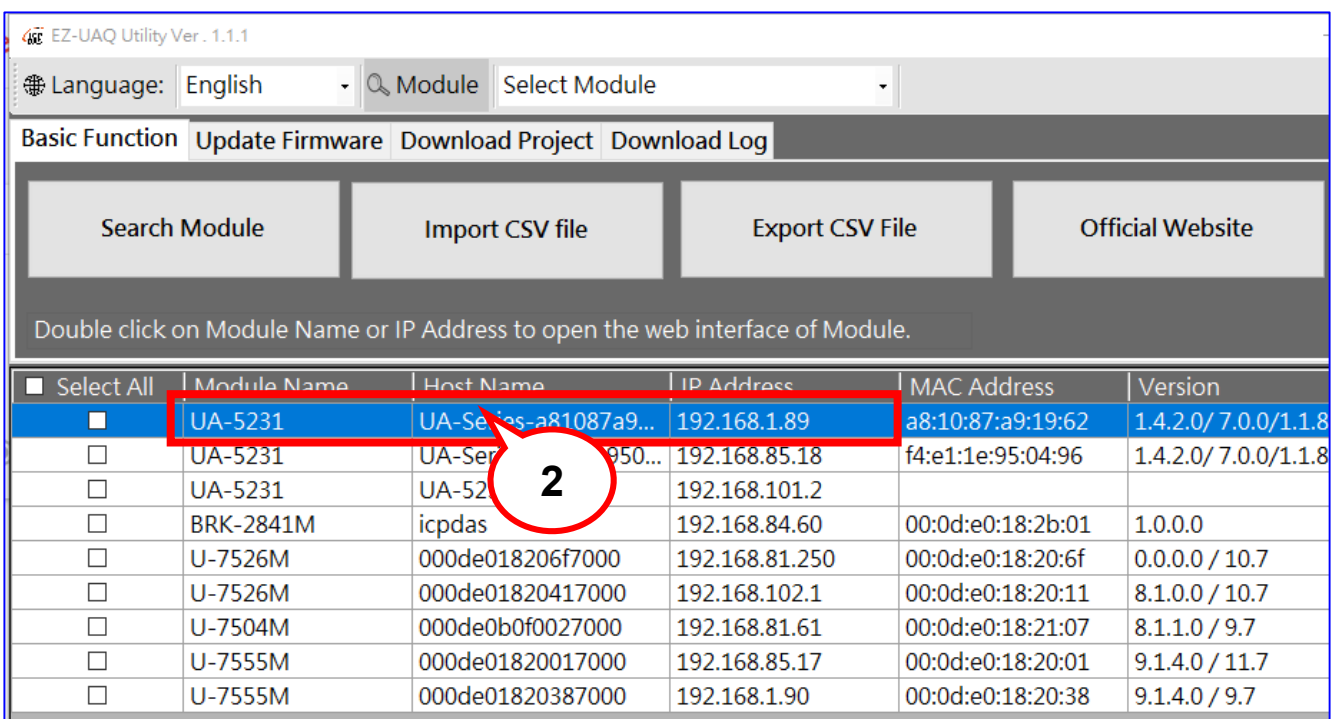 EZ-UAQ Utility Ver . 1.1.1
Language: English Module Select Module
Basic Function Update Firmware Download Project Download Log
Search Module Import CSV file Export CSV File Official Website
Double click on Module Name or IP Address to open the web interface of Module.
Select All Module Name Host Name IP Address MAC Address Version
UA-5231 UA-Series-a81087a9... 192.168.1.89 a8:10:87:a9:19:62 1.4.2.0/ 7.0.0/1.1.8
UA-5231 UA-Ser 950... 192.168.85.18 f4:e1:1e:95:04:96 1.4.2.0/ 7.0.0/1.1.8
2
UA-5231 UA-52 192.168.101.2
BRK-2841M icpdas 192.168.84.60 00:0d:e0:18:2b:01 1.0.0.0
U-7526M 000de018206f7000 192.168.81.250 00:0d:e0:18:20:6f 0.0.0.0 / 10.7
U-7526M 000de01820417000 192.168.102.1 00:0d:e0:18:20:11 8.1.0.0 / 10.7
U-7504M 000de0b0f0027000 192.168.81.61 00:0d:e0:18:21:07 8.1.1.0 / 9.7
U-7555M 000de01820017000 192.168.85.17 00:0d:e0:18:20:01 9.1.4.0 / 11.7
U-7555M 000de01820387000 192.168.1.90 00:0d:e0:18:20:38 9.1.4.0 / 9.7